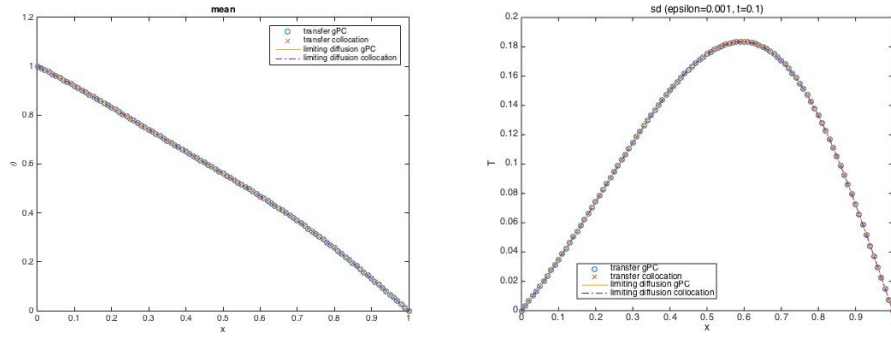 mean
1.2
1
0.8
0.6
0.4
0.2
0
θ
0 0.1 0.2 0.3 0.4 0.5 0.6 0.7 0.8 0.9 1
x
transfer gPC
transfer collocation
limiting diffusion gPC
limiting diffusion collocation
sd (epsilon=0.001, t=0.1)
0.2
0.18
0.16
0.14
0.12
0.1
0.08
0.06
0.04
0.02
0
T
0 0.1 0.2 0.3 0.4 0.5 0.6 0.7 0.8 0.9
x
transfer gPC
transfer collocation
limiting diffusion gPC
limiting diffusion collocation